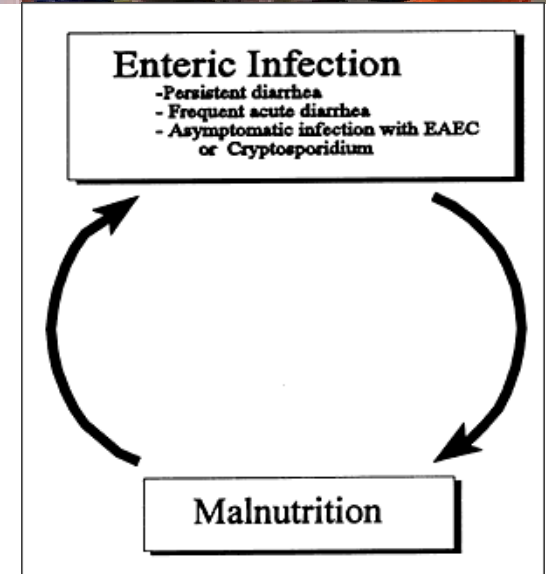 Enteric Infection
-Persistent diarrhea
- Frequent acute diarrhea
- Asymptomatic infection with EAEC
or Cryptosporidium
Malnutrition